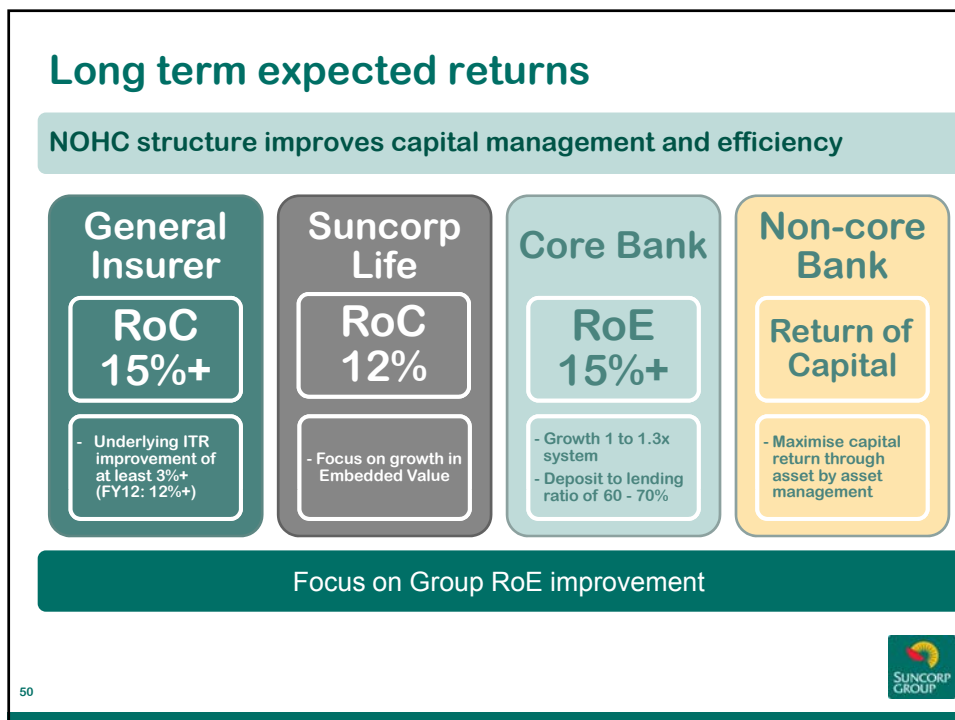 Long term expected returns
NOHC structure improves capital management and efficiency
General
Insurer
RoC
15%+
- Underlying ITR
improvement of
at least 3%+
(FY12: 12%+)
Suncorp
Life
RoC
12%
- Focus on growth in
Embedded Value
Core Bank
RoE
15%+
- Growth 1 to 1.3x
system
- Deposit to lending
ratio of 60 - 70%
Non-core
Bank
Return of
Capital
- Maximise capital
return through
asset by asset
management
Focus on Group RoE improvement
50
SUNCORP
GROUP